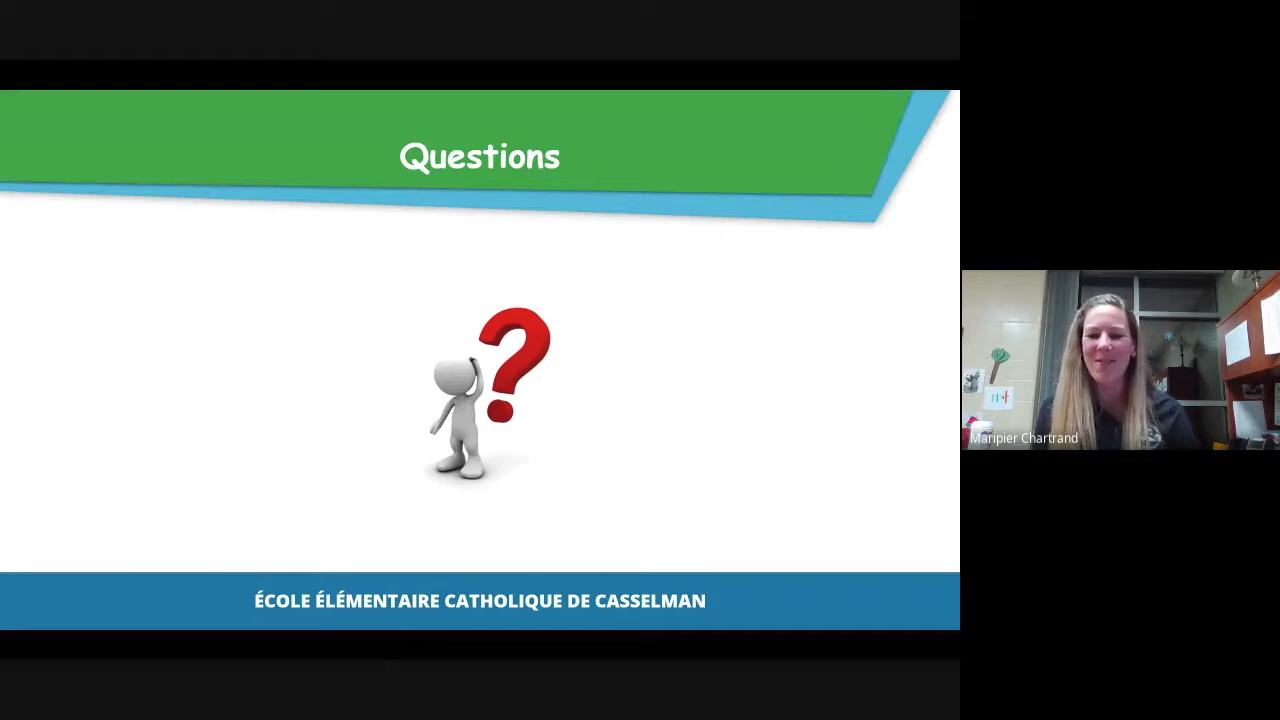 Questions
ÉCOLE ÉLÉMENTAIRE CATHOLIQUE DE CASSELMAN
Maripier Chartrand